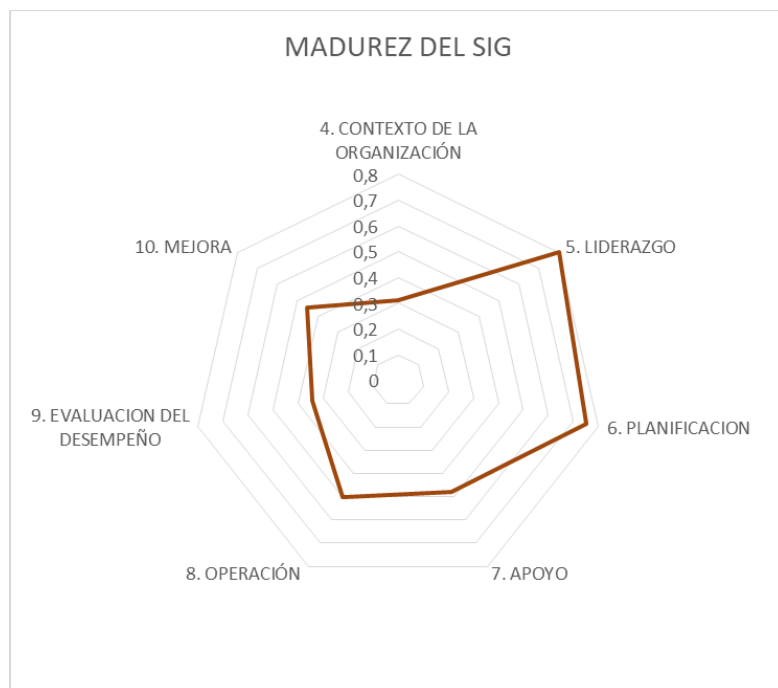 MADUREZ DEL SIG
4. CONTEXTO DE LA
ORGANIZACIÓN
0,8
0,7
0,6
0,5
0,4
0,3
0,2
0,1
0
5. LIDERAZGO
6. PLANIFICACION
7. APOYO
8. OPERACIÓN
9. EVALUACION DEL
DESEMPEÑO
10. MEJORA